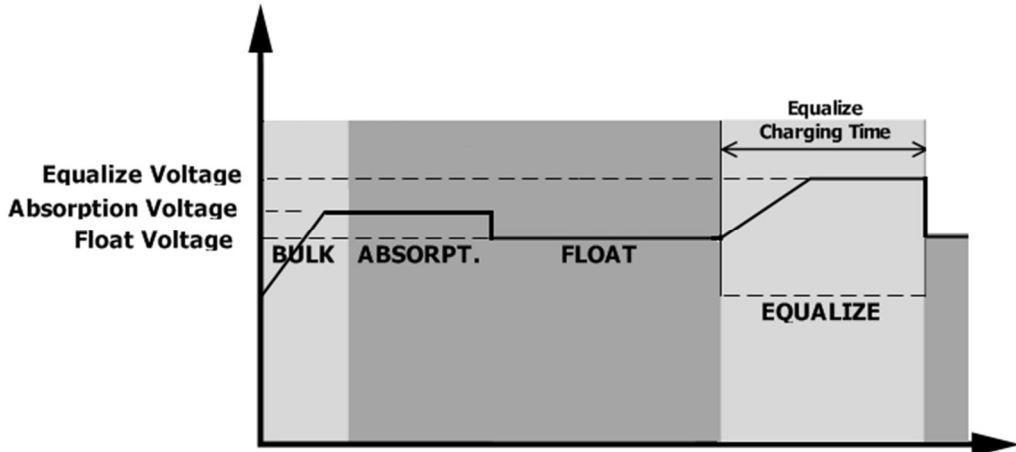 Equalize
Charging Time
Equalize Voltage
Absorption Voltage
Float Voltage
BULK
ABSORPT.
FLOAT
EQUALIZE